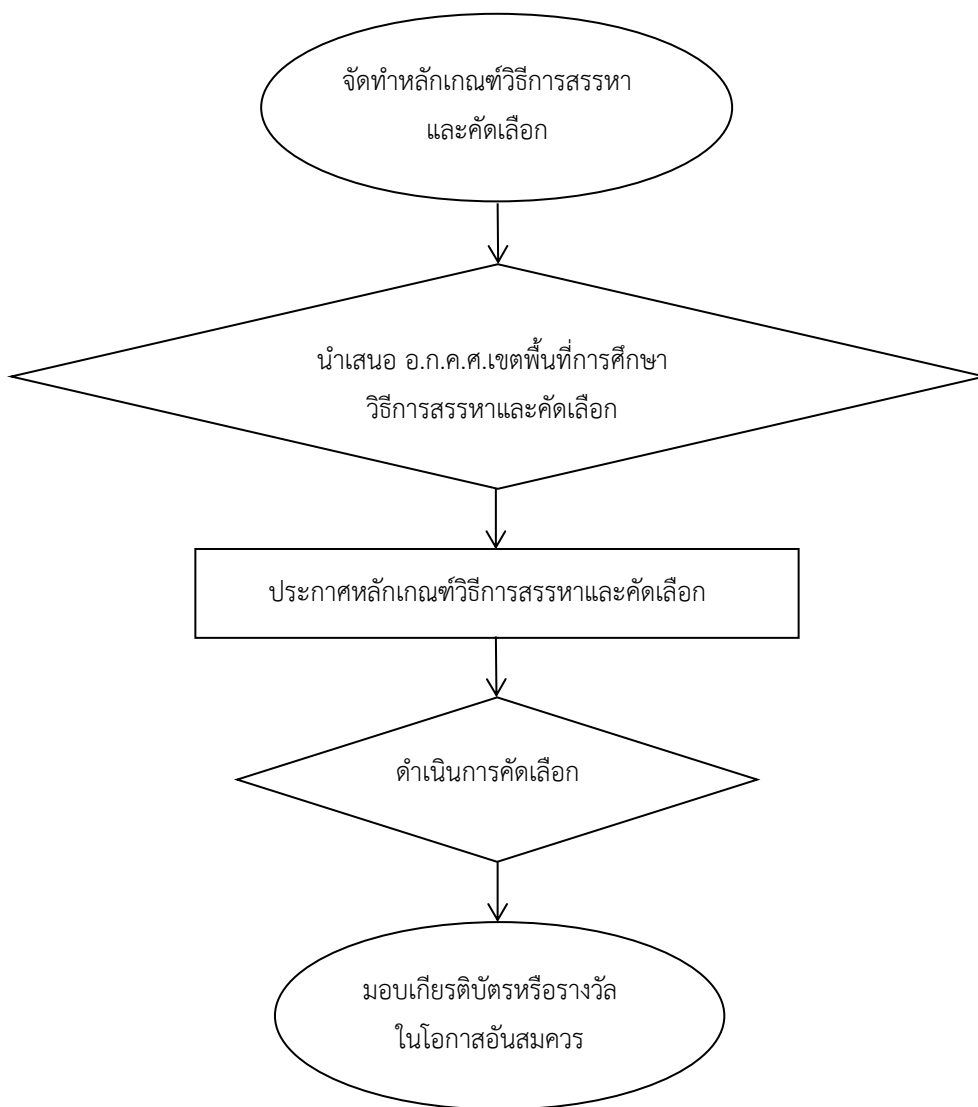 จัดทำหลักเกณฑ์วิธีการสรรหา
และคัดเลือก
นำเสนอ อ.ก.ค.ศ.เขตพื้นที่การศึกษา
วิธีการสรรหาและคัดเลือก
ประกาศหลักเกณฑ์วิธีการสรรหาและคัดเลือก
ดำเนินการคัดเลือก
มอบเกียรติบัตรหรือรางวัล
ในโอกาสอันสมควร